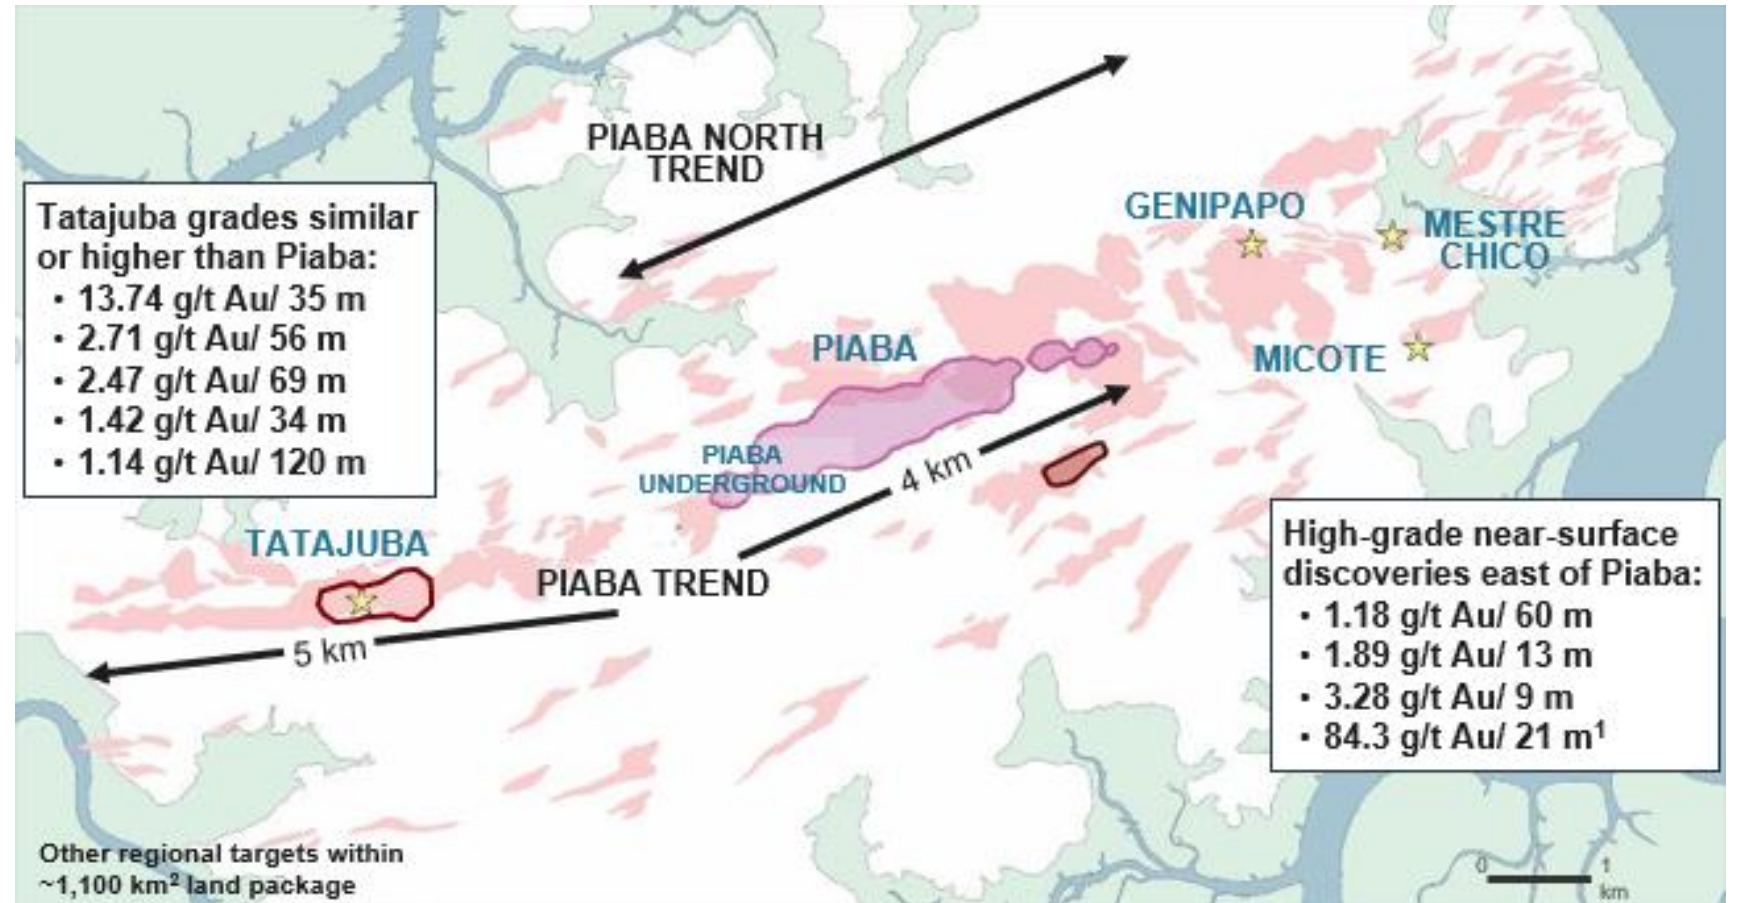 PIABA NORTH
TREND
GENIPAPO
MESTRE
CHICO
Tatajuba grades similar
or higher than Piaba:
• 13.74 g/t Au/ 35 m
• 2.71 g/t Au/ 56 m
• 2.47 g/t Au/ 69 m
• 1.42 g/t Au/ 34 m
• 1.14 g/t Au/ 120 m
PIABA
MICOTE
PIABA
UNDERGROUND
4 km
TATAJUBA
PIABA TREND
5 km
High-grade near-surface
discoveries east of Piaba:
• 1.18 g/t Au/ 60 m
• 1.89 g/t Au/ 13 m
• 3.28 g/t Au/ 9 m
• 84.3 g/t Au/ 21 m¹
Other regional targets within
~1,100 km² land package
0 1
km